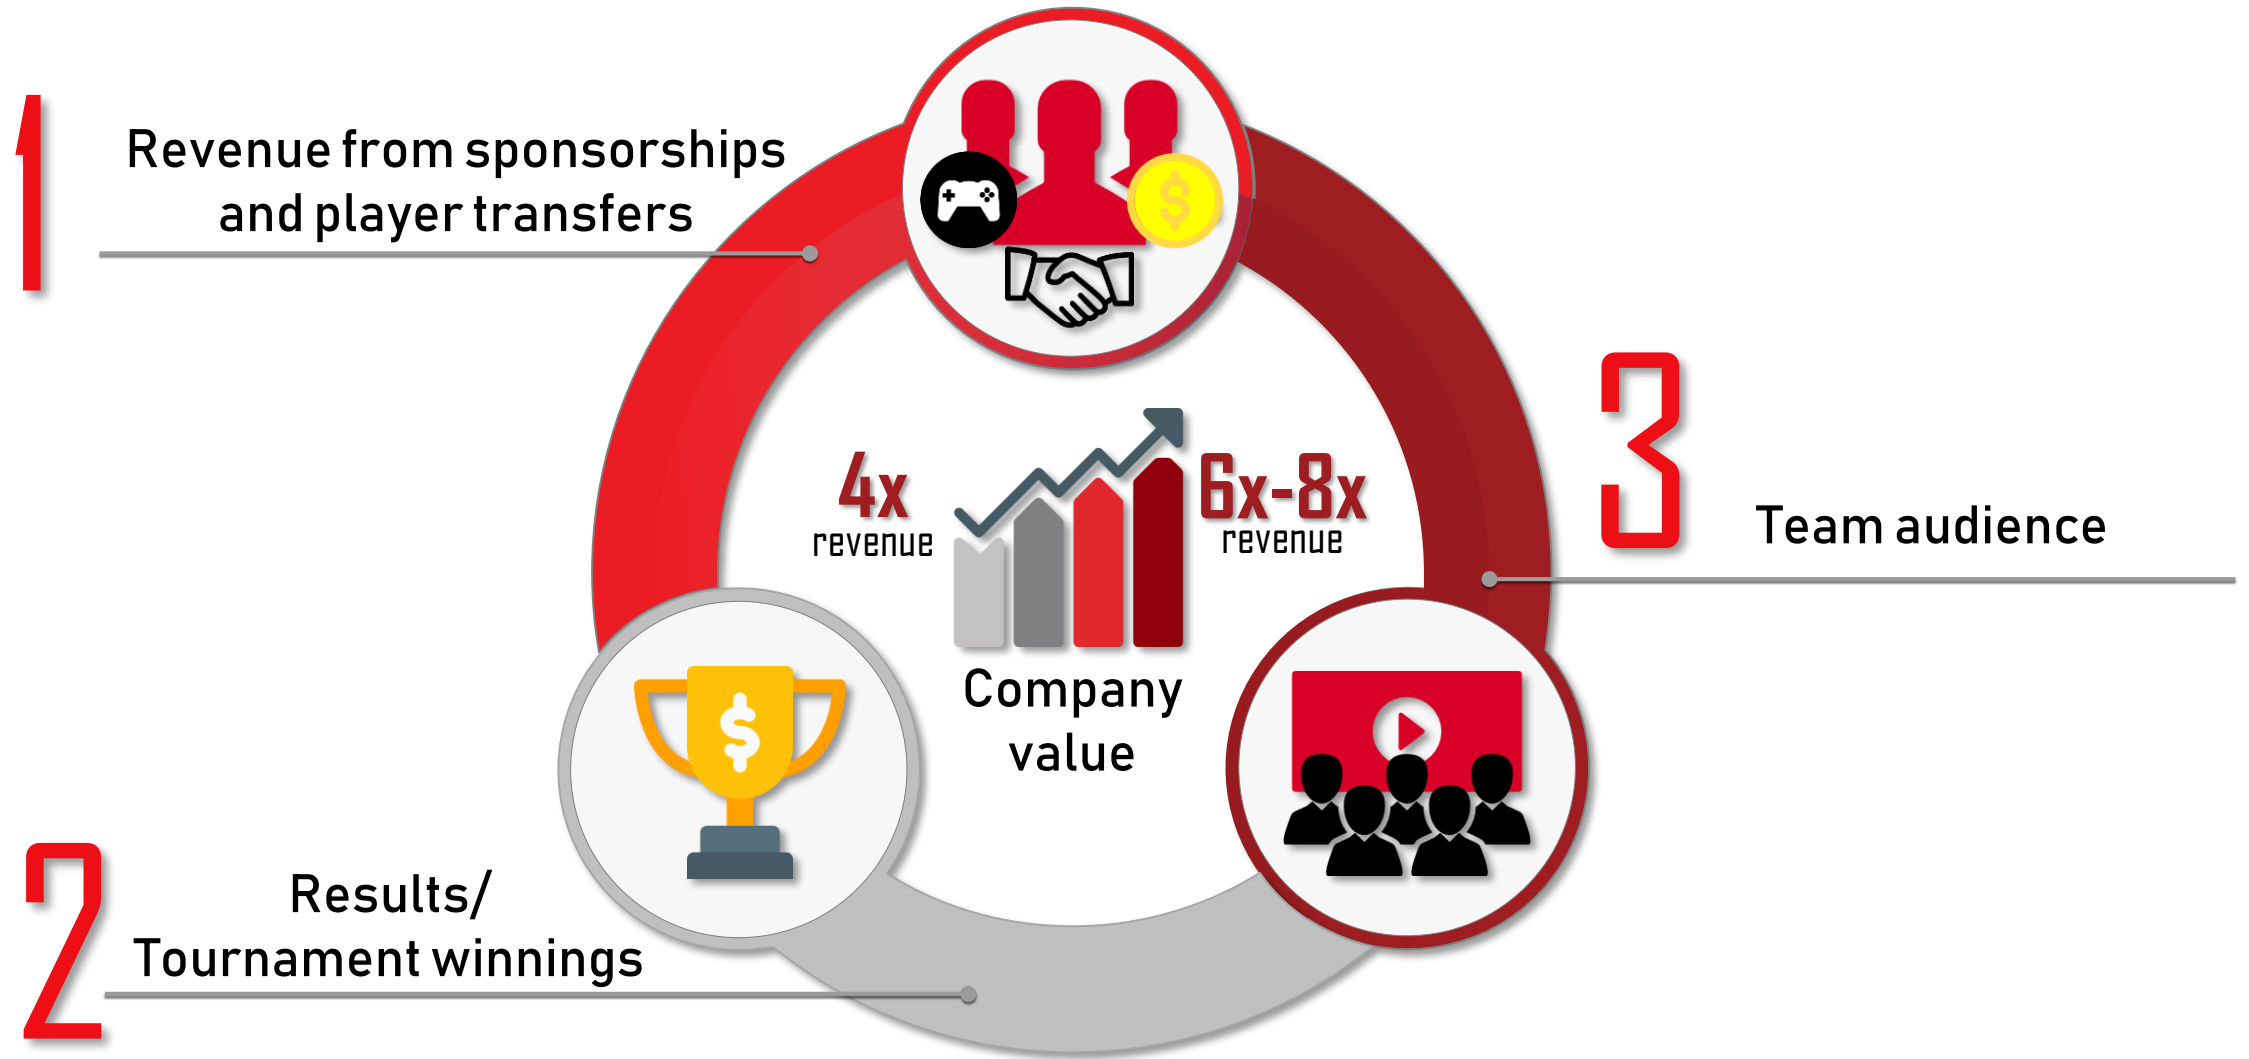 1
Revenue from sponsorships
and player transfers
4x
revenue
6x-8x
revenue
Company
value
3
Team audience
2
Results/
Tournament winnings
$
$